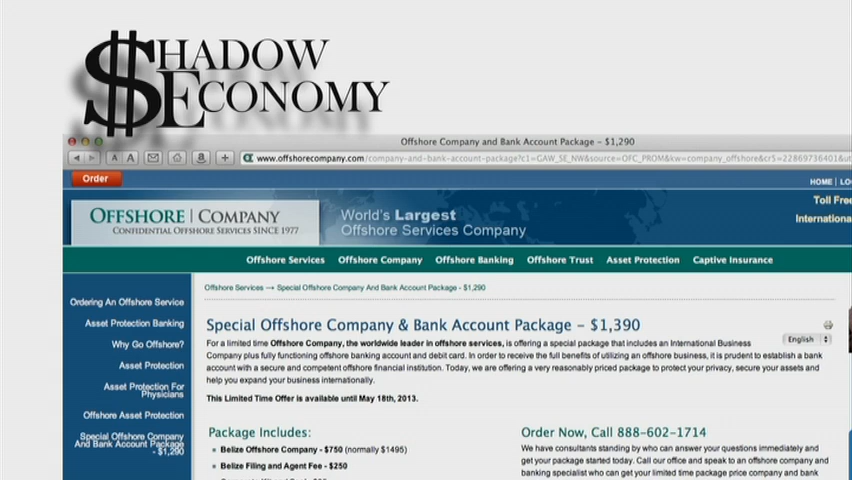 $HADOW
ECONOMY
Offshore Company and Bank Account Package – $1,290
A A
www.offshorecompany.com/company-and-bank-account-package?c1=GAW_SE_NW&source=OFC_PROM&kw=company_offshore&cr5=22869736401&ut
Order
HOME | LO
Toll Free
Internationa
OFFSHORE | COMPANY
CONFIDENTIAL OFFSHORE SERVICES SINCE 1977
World's Largest
Offshore Services Company
Offshore Services Offshore Company Offshore Banking Offshore Trust Asset Protection Captive Insurance
Offshore Services → Special Offshore Company And Bank Account Package - $1,290
Ordering An Offshore Service
Asset Protection Banking
Why Go Offshore?
Asset Protection
Asset Protection For
Physicians
Offshore Asset Protection
Special Offshore Company
And Bank Account Package
- $1,290
Special Offshore Company & Bank Account Package – $1,390
English
For a limited time Offshore Company, the worldwide leader in offshore services, is offering a special package that includes an International Business
Company plus fully functioning offshore banking account and debit card. In order to receive the full benefits of utilizing an offshore business, it is prudent to establish a bank
account with a secure and competent offshore financial institution. Today, we are offering a very reasonably priced package to protect your privacy, secure your assets and
help you expand your business internationally.
This Limited Time Offer is available until May 18th, 2013.
Package Includes:
Belize Offshore Company - $750 (normally $1495)
Belize Filing and Agent Fee - $250
Order Now, Call 888-602-1714
We have consultants standing by who can answer your questions immediately and
get your package started today. Call our office and speak to an offshore company and
banking specialist who can get your limited time package price company and bank